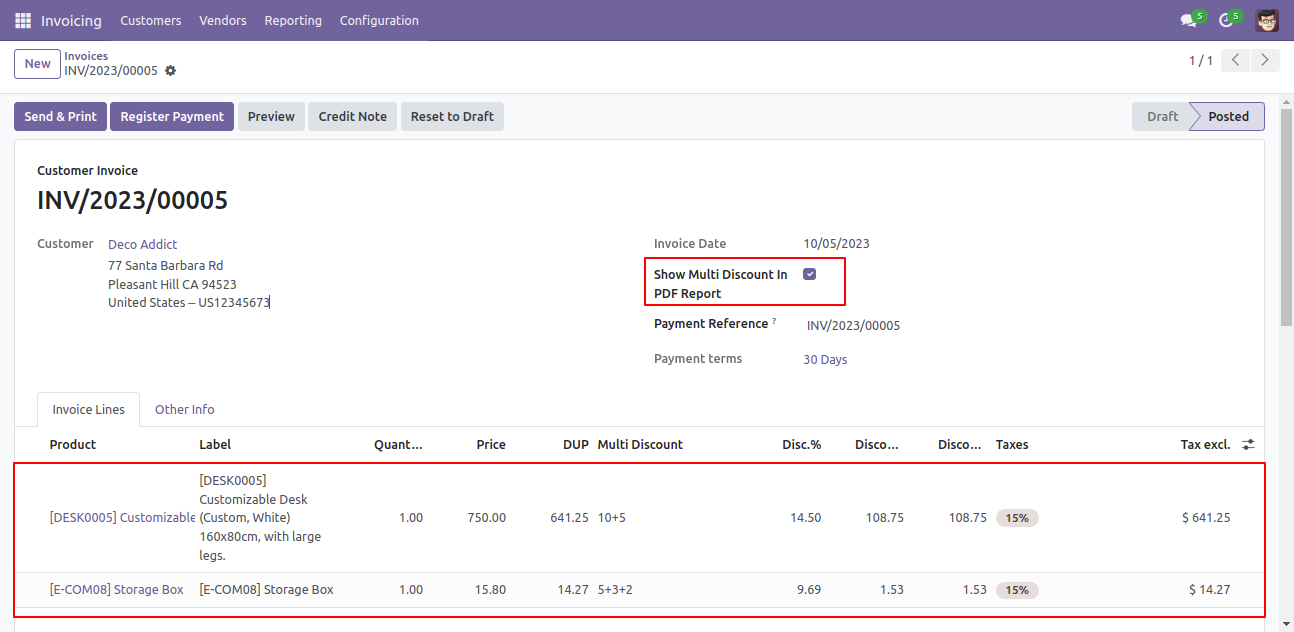 Invoicing Customers Vendors Reporting Configuration 5 5
New Invoices
INV/2023/00005
1 / 1
Send & Print Register Payment Preview Credit Note Reset to Draft Draft Posted
Customer Invoice
INV/2023/00005
Customer Deco Addict
77 Santa Barbara Rd
Pleasant Hill CA 94523
United States – US12345673
Invoice Date 10/05/2023
Show Multi Discount In
PDF Report
Payment Reference ? INV/2023/00005
Payment terms 30 Days
Invoice Lines Other Info
Product Label Quant... Price DUP Multi Discount Disc.% Disco... Disco... Taxes Tax excl.
[DESK0005]
Customizable Desk
[DESK0005] Customizable (Custom, White) 1.00 750.00 641.25 10+5 14.50 108.75 108.75 15% $ 641.25
160x80cm, with large
legs.
[E-COM08] Storage Box [E-COM08] Storage Box 1.00 15.80 14.27 5+3+2 9.69 1.53 1.53 15% $ 14.27